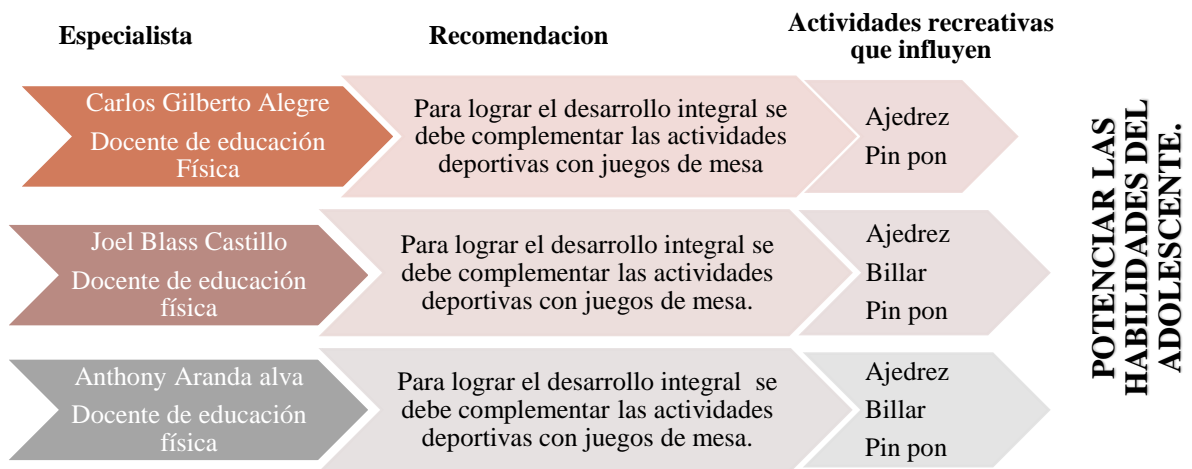 Especialista
Recomendacion
Actividades recreativas
que influyen
Carlos Gilberto Alegre
Docente de educación
Física
Para lograr el desarrollo integral se
debe complementar las actividades
deportivas con juegos de mesa
Ajedrez
Pin pon
Joel Blass Castillo
Docente de educación
física
Para lograr el desarrollo integral se
debe complementar las actividades
deportivas con juegos de mesa.
Ajedrez
Billar
Pin pon
Anthony Aranda alva
Docente de educación
física
Para lograr el desarrollo integral se
debe complementar las actividades
deportivas con juegos de mesa.
Ajedrez
Billar
Pin pon
POTENCIAR LAS
HABILIDADES DEL
ADOLESCENTE.